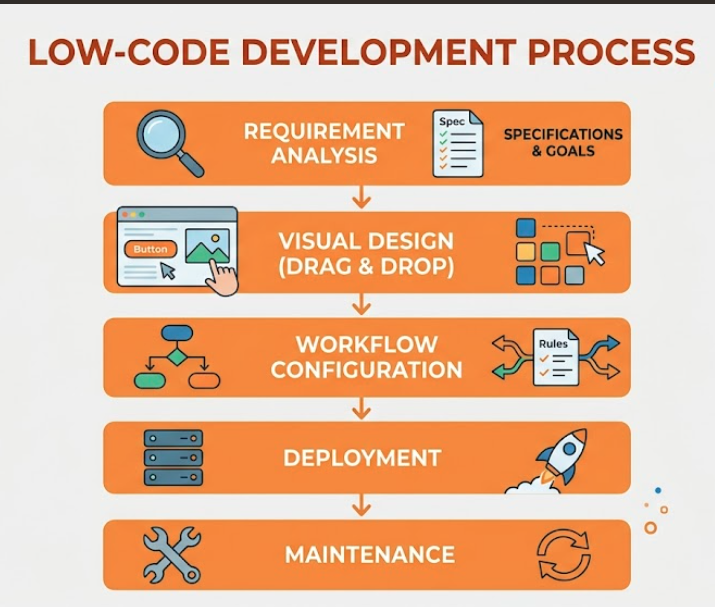 LOW-CODE DEVELOPMENT PROCESS
REQUIREMENT
ANALYSIS
Spec
SPECIFICATIONS
& GOALS
Button
VISUAL DESIGN
(DRAG & DROP)
WORKFLOW
CONFIGURATION
Rules
DEPLOYMENT
MAINTENANCE